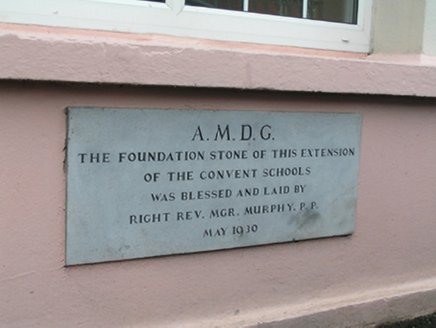 A. M. D. G.
THE FOUNDATION STONE OF THIS EXTENSION
OF THE CONVENT SCHOOLS
WAS BLESSED AND LAID BY
RIGHT REV. MGR. MURPHY, P. P.
MAY 1930